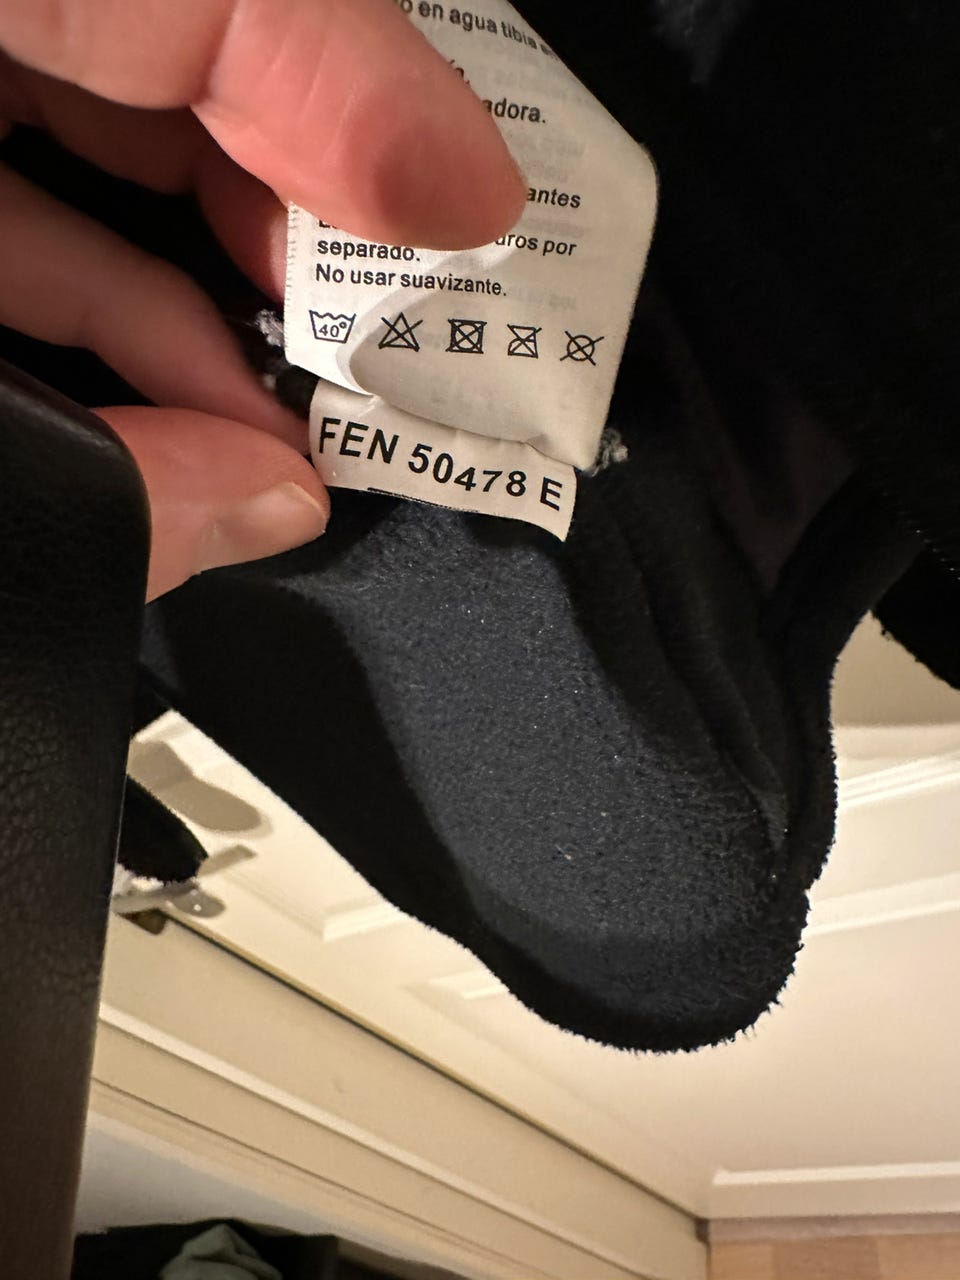 en agua tibia
adora.
antes
uros por
separado.
No usar suavizante.
40°
FEN 50478 E